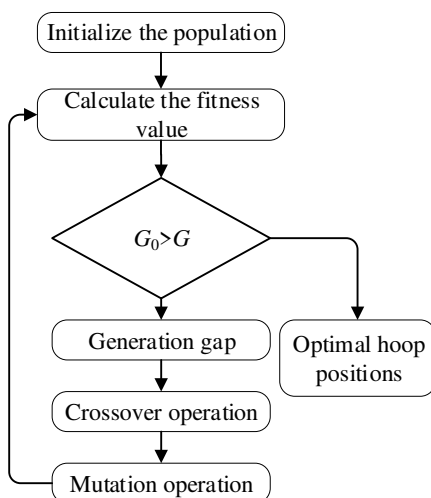 Initialize the population
Calculate the fitness
value
G₀>G
Generation gap
Optimal hoop
positions
Crossover operation
Mutation operation